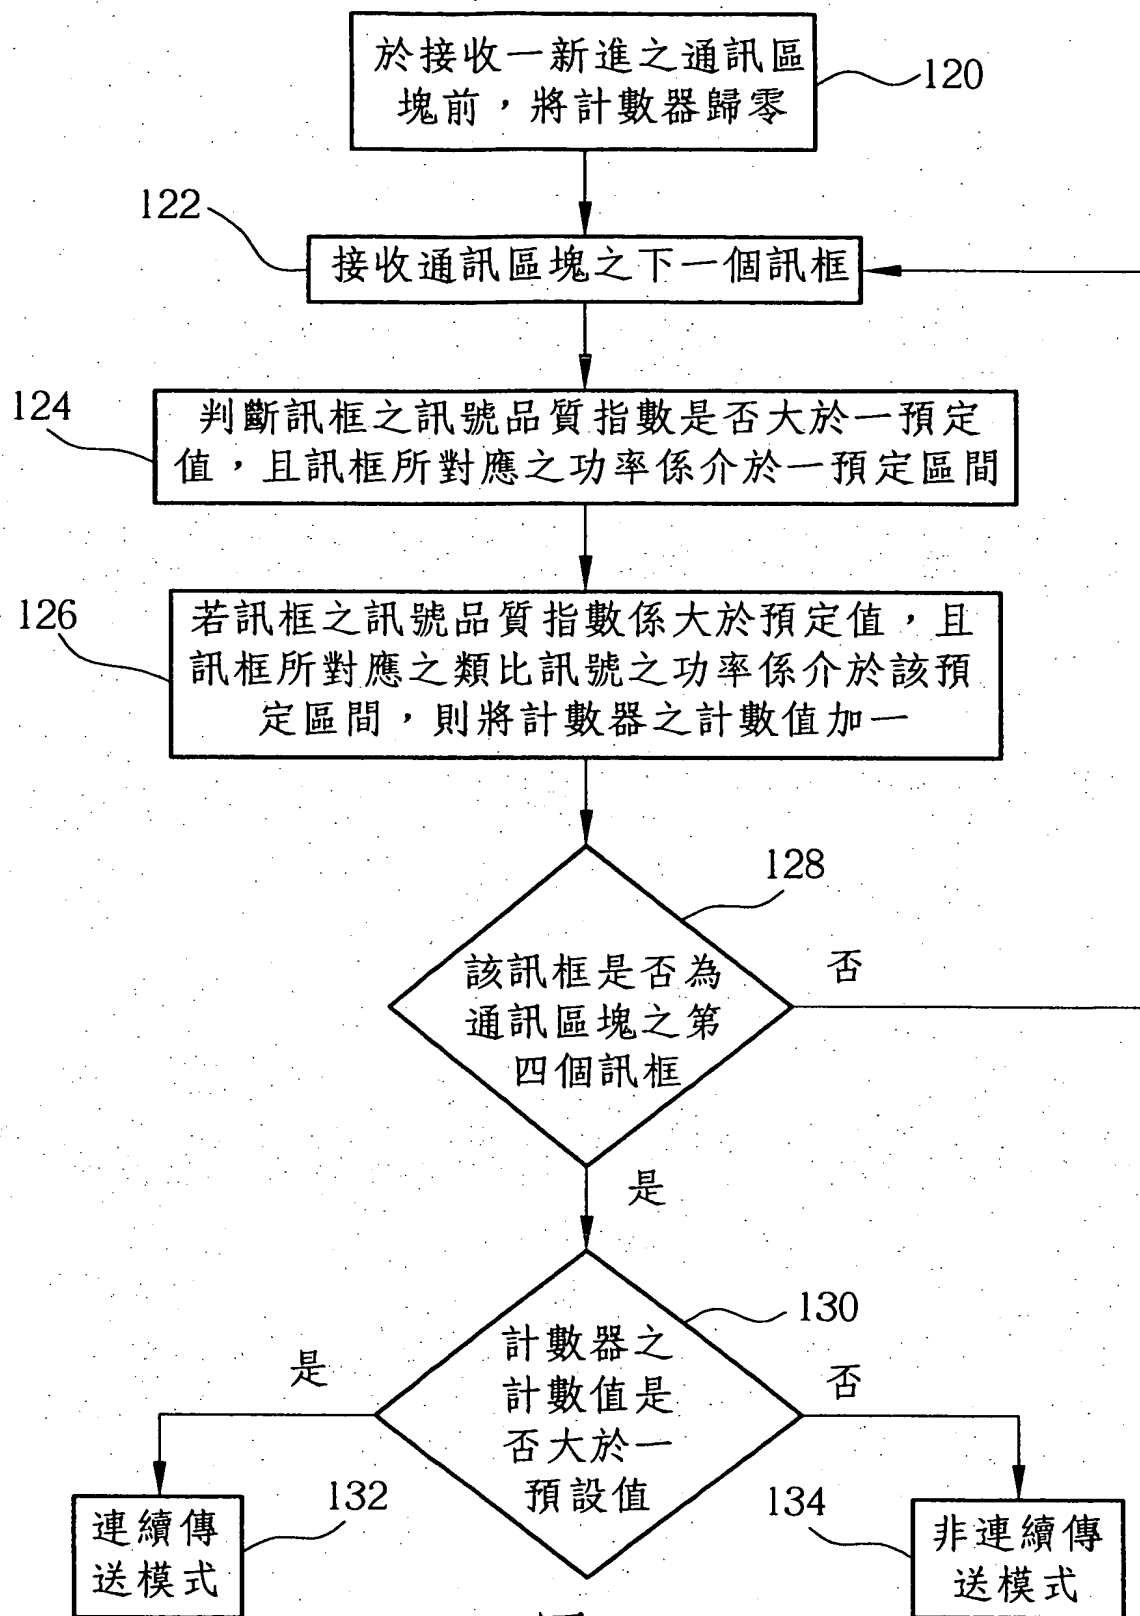 於接收一新進之通訊區
塊前，將計數器歸零
120
122
接收通訊區塊之下一個訊框
124
判斷訊框之訊號品質指數是否大於一預定
值，且訊框所對應之功率係介於一預定區間
126
若訊框之訊號品質指數係大於預定值，且
訊框所對應之類比訊號之功率係介於該預
定區間，則將計數器之計數值加一
128
該訊框是否為
通訊區塊之第
四個訊框
否
是
130
計數器之
計數值是
否大於一
預設值
是
否
132
連續傳
送模式
134
非連續傳
送模式